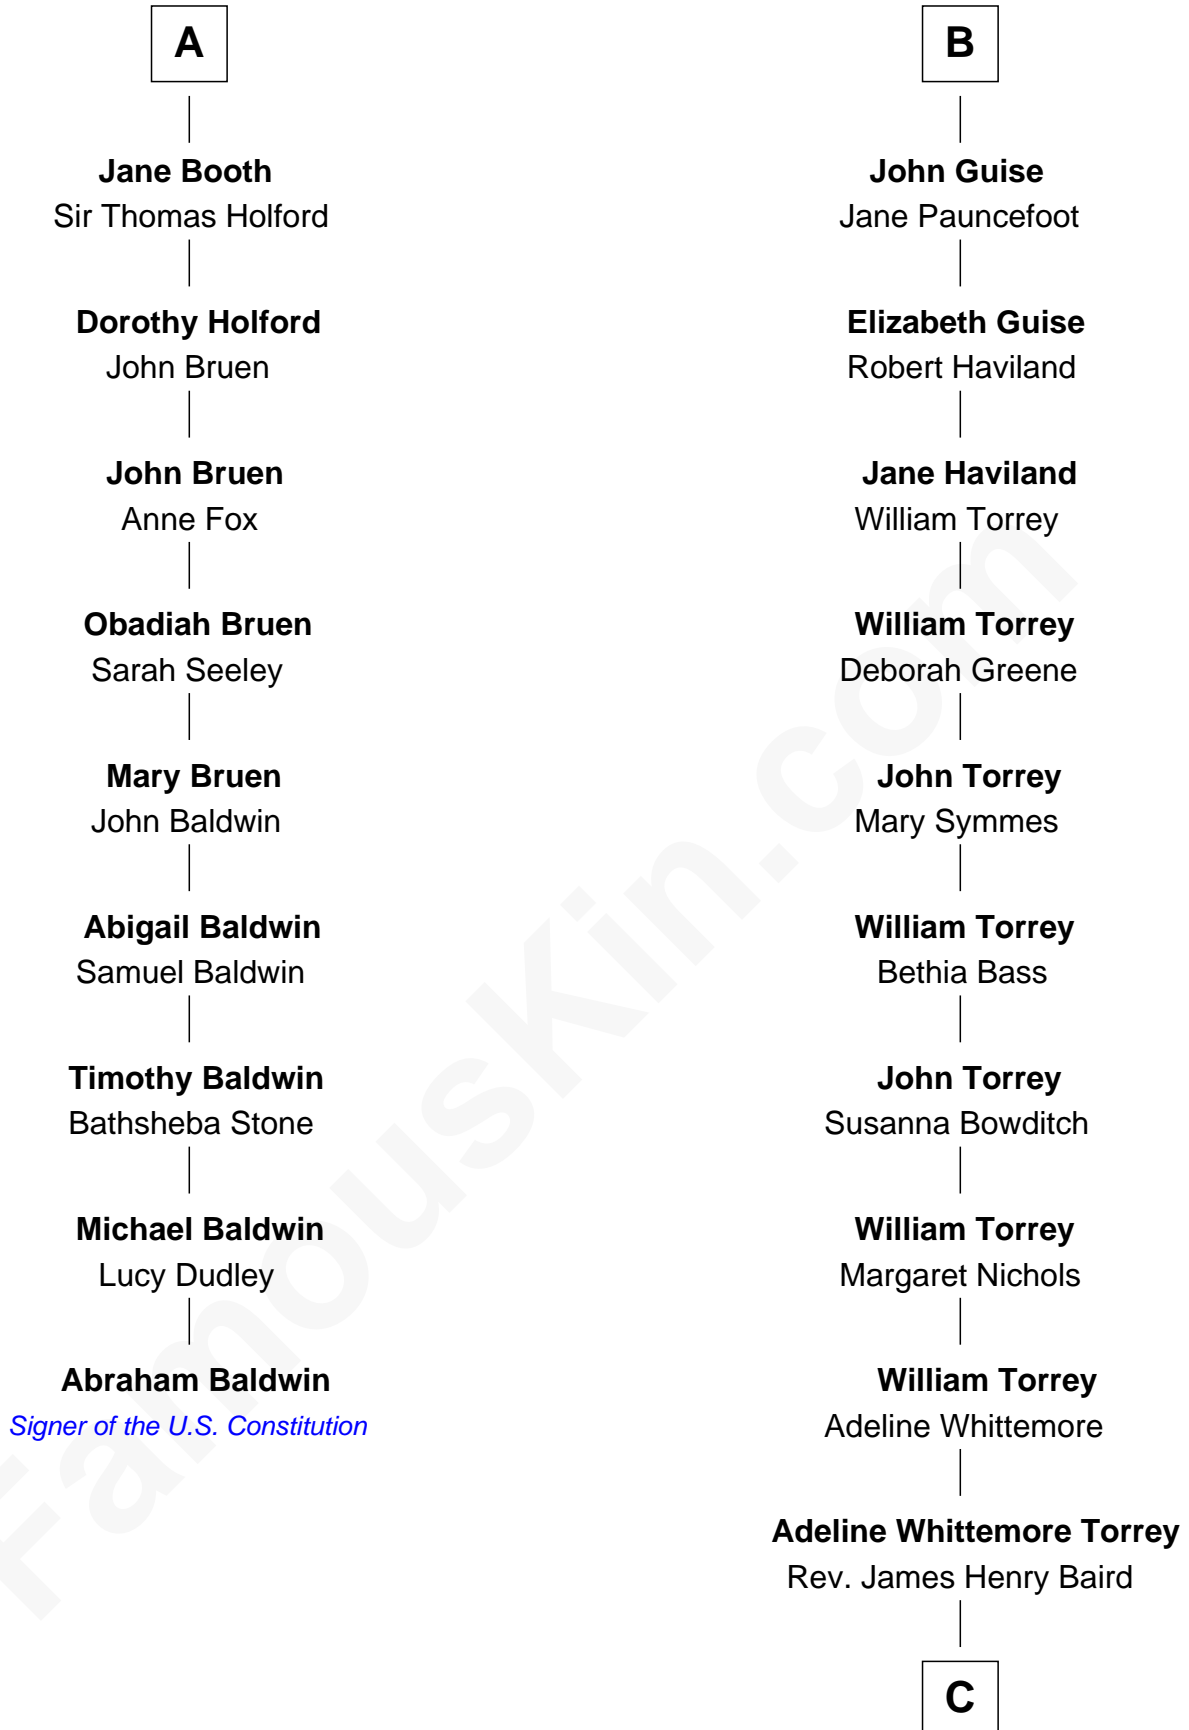 A
Jane Booth
Sir Thomas Holford
Dorothy Holford
John Bruen
John Bruen
Anne Fox
Obadiah Bruen
Sarah Seeley
Mary Bruen
John Baldwin
Abigail Baldwin
Samuel Baldwin
Timothy Baldwin
Bathsheba Stone
Michael Baldwin
Lucy Dudley
Abraham Baldwin
Signer of the U.S. Constitution
B
John Guise
Jane Pauncefoot
Elizabeth Guise
Robert Haviland
Jane Haviland
William Torrey
William Torrey
Deborah Greene
John Torrey
Mary Symmes
William Torrey
Bethia Bass
John Torrey
Susanna Bowditch
William Torrey
Margaret Nichols
William Torrey
Adeline Whittemore
Adeline Whittemore Torrey
Rev. James Henry Baird
C
FamousKin.com